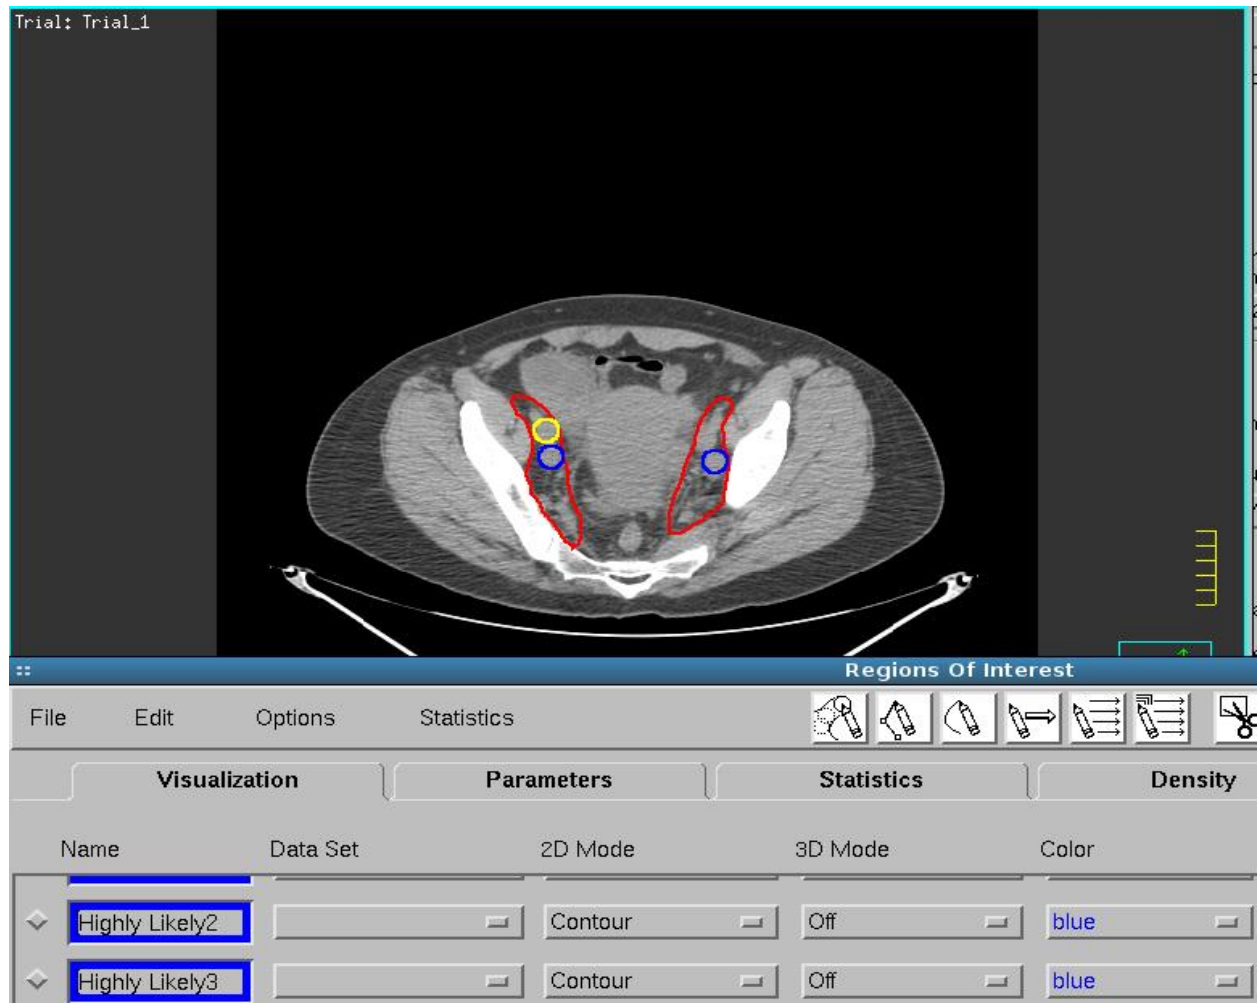 Trial: Trial_1
Regions Of Interest
File Edit Options Statistics
Visualization Parameters Statistics Density
Name Data Set 2D Mode 3D Mode Color
Highly Likely2 Contour Off blue
Highly Likely3 Contour Off blue